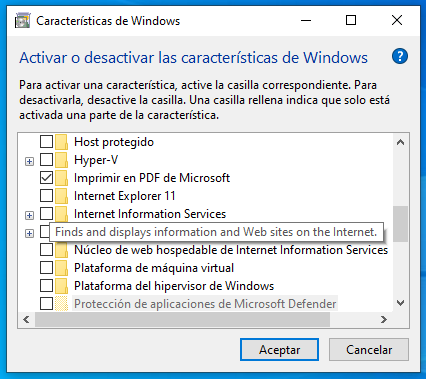 Características de Windows
Activar o desactivar las características de Windows
Para activar una característica, active la casilla correspondiente. Para
desactivarla, desactive la casilla. Una casilla rellena indica que solo está
activada una parte de la característica.
Host protegido
Hyper-V
Imprimir en PDF de Microsoft
Internet Explorer 11
Internet Information Services
Finds and displays information and Web sites on the Internet.
Núcleo de web hospedable de Internet Information Services
Plataforma de máquina virtual
Plataforma del hipervisor de Windows
Protección de aplicaciones de Microsoft Defender
Aceptar
Cancelar